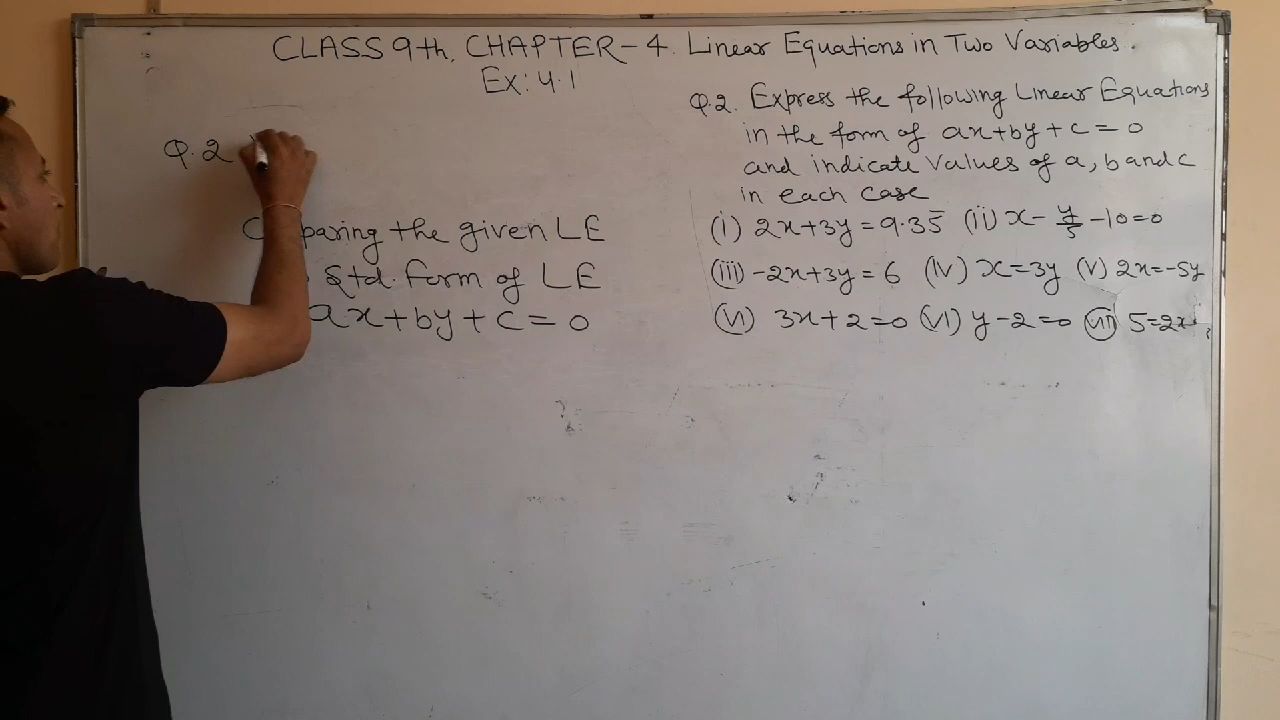 CLASS 9th, CHAPTER-4. Linear Equations in Two Variables.
Ex: 4.1
Q.2
Comparing the given LE
Std. form of LE
ax+by+c=0
Q.2. Express the following Linear Equations
in the form of ax+by+c=0
and indicate values of a, b and c
in each case
(i) 2x+3y=9.35 (ii) x-y/5-10=0
(iii) -2x+3y=6 (iv) x=3y (v) 2x=-5y
(vi) 3x+2=0 (vi) y-2=0 (vii) 5=2x